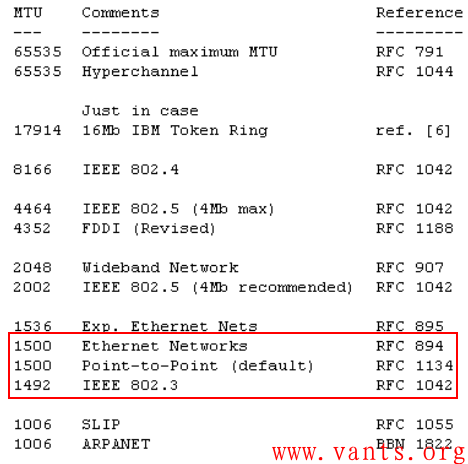 MTU    Comments                      Reference
---    --------                      ---------
65535  Official maximum MTU          RFC 791
65535  Hyperchannel                  RFC 1044
Just in case
17914  16Mb IBM Token Ring           ref. [6]
8166   IEEE 802.4                    RFC 1042
4464   IEEE 802.5 (4Mb max)          RFC 1042
4352   FDDI (Revised)                RFC 1188
2048   Wideband Network              RFC 907
2002   IEEE 802.5 (4Mb recommended)  RFC 1042
1536   Exp. Ethernet Nets            RFC 895
1500   Ethernet Networks             RFC 894
1500   Point-to-Point (default)      RFC 1134
1492   IEEE 802.3                    RFC 1042
1006   SLIP                          RFC 1055
1006   ARPANET                       BBN 1822
www.vants.org